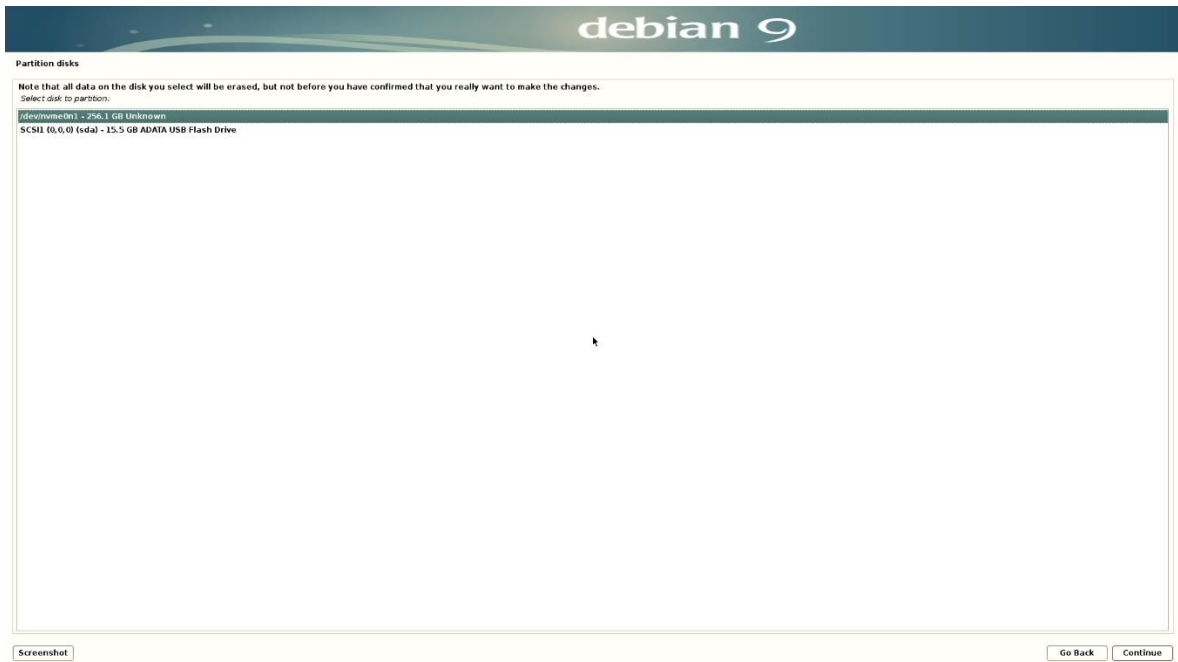 debian 9
Partition disks
Note that all data on the disk you select will be erased, but not before you have confirmed that you really want to make the changes.
Select disk to partition:
/dev/nvme0n1 - 256.1 GB Unknown
SCSI1 (0,0,0) (sda) - 15.5 GB ADATA USB Flash Drive
Screenshot
Go Back
Continue